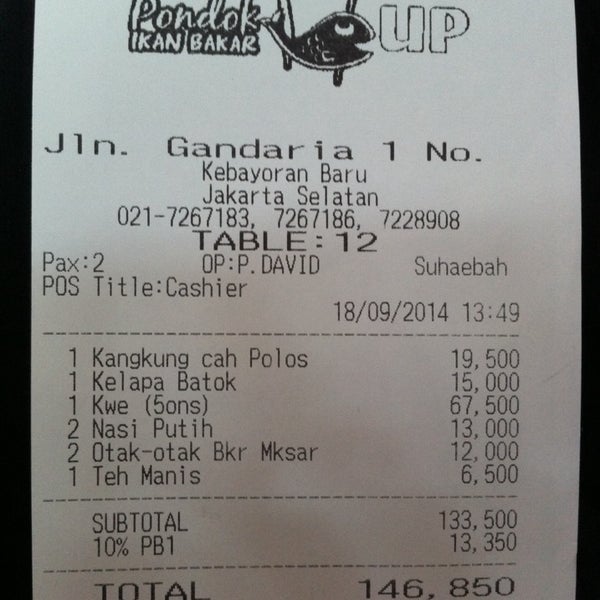 Pondok
IKAN BAKAR
UP
Jln. Gandaria 1 No.
Kebayoran Baru
Jakarta Selatan
021-7267183, 7267186, 7228908
TABLE:12
Pax:2 OP:P.DAVID Suhaebah
POS Title:Cashier
18/09/2014 13:49
1 Kangkung cah Polos 19,500
1 Kelapa Batok 15,000
1 Kwe (5ons) 67,500
2 Nasi Putih 13,000
2 Otak-otak Bkr Mksar 12,000
1 Teh Manis 6,500
SUBTOTAL 133,500
10% PB1 13,350
TOTAL 146,850